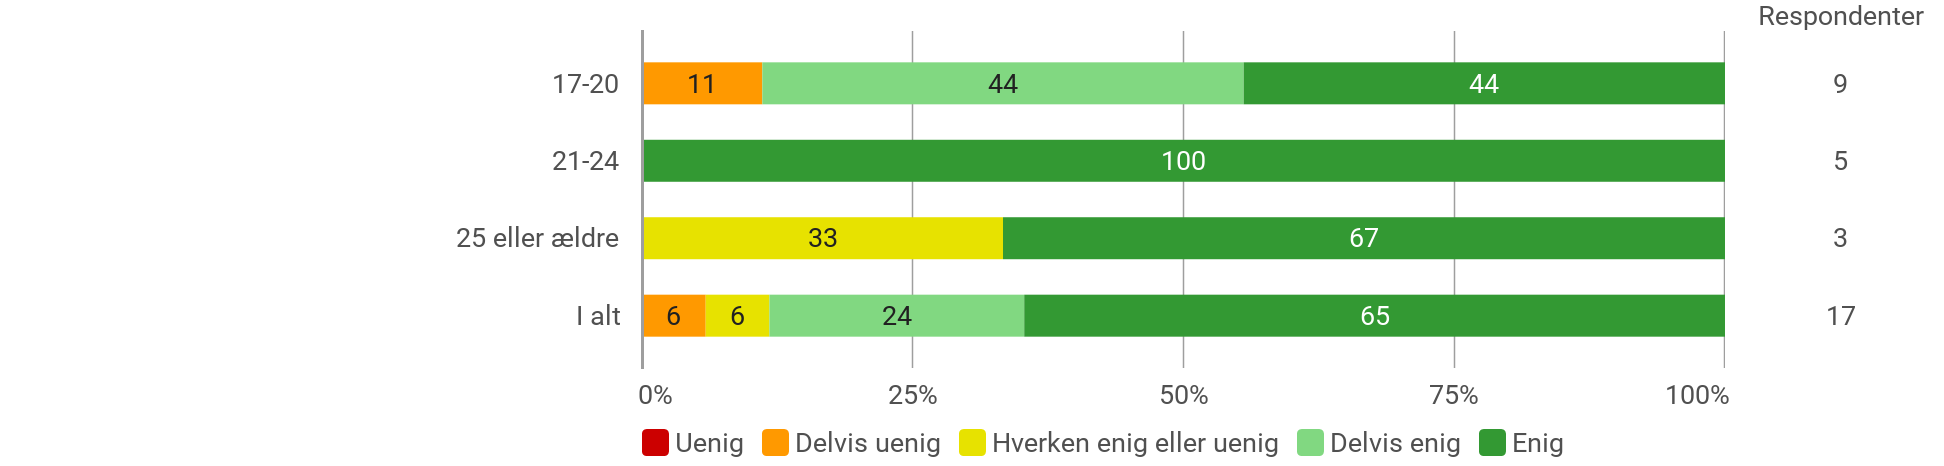 Respondenter
17-20 11 44 44 9
21-24 100 5
25 eller ældre 33 67 3
I alt 6 6 24 65 17
0% 25% 50% 75% 100%
Uenig Delvis uenig Hverken enig eller uenig Delvis enig Enig